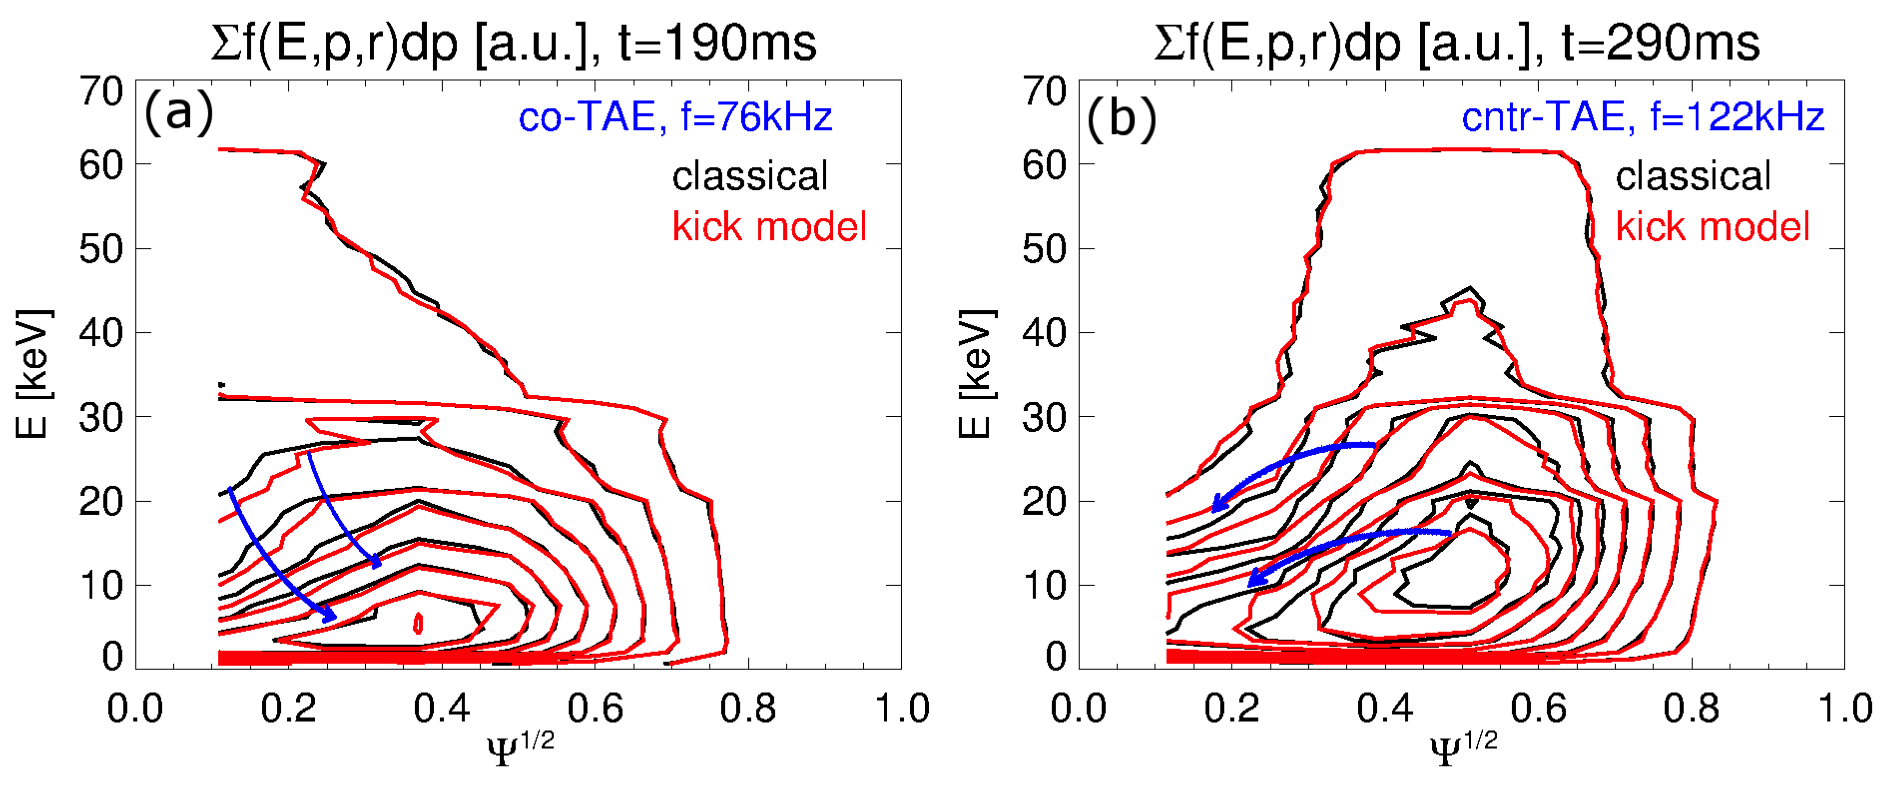 Σf(E,p,r)dp [a.u.], t=190ms
(a)
co-TAE, f=76kHz
classical
kick model
70
60
50
40
30
20
10
0
E [keV]
0.0 0.2 0.4 0.6 0.8 1.0
Ψ^1/2
Σf(E,p,r)dp [a.u.], t=290ms
(b)
cntr-TAE, f=122kHz
classical
kick model
70
60
50
40
30
20
10
0
E [keV]
0.0 0.2 0.4 0.6 0.8 1.0
Ψ^1/2